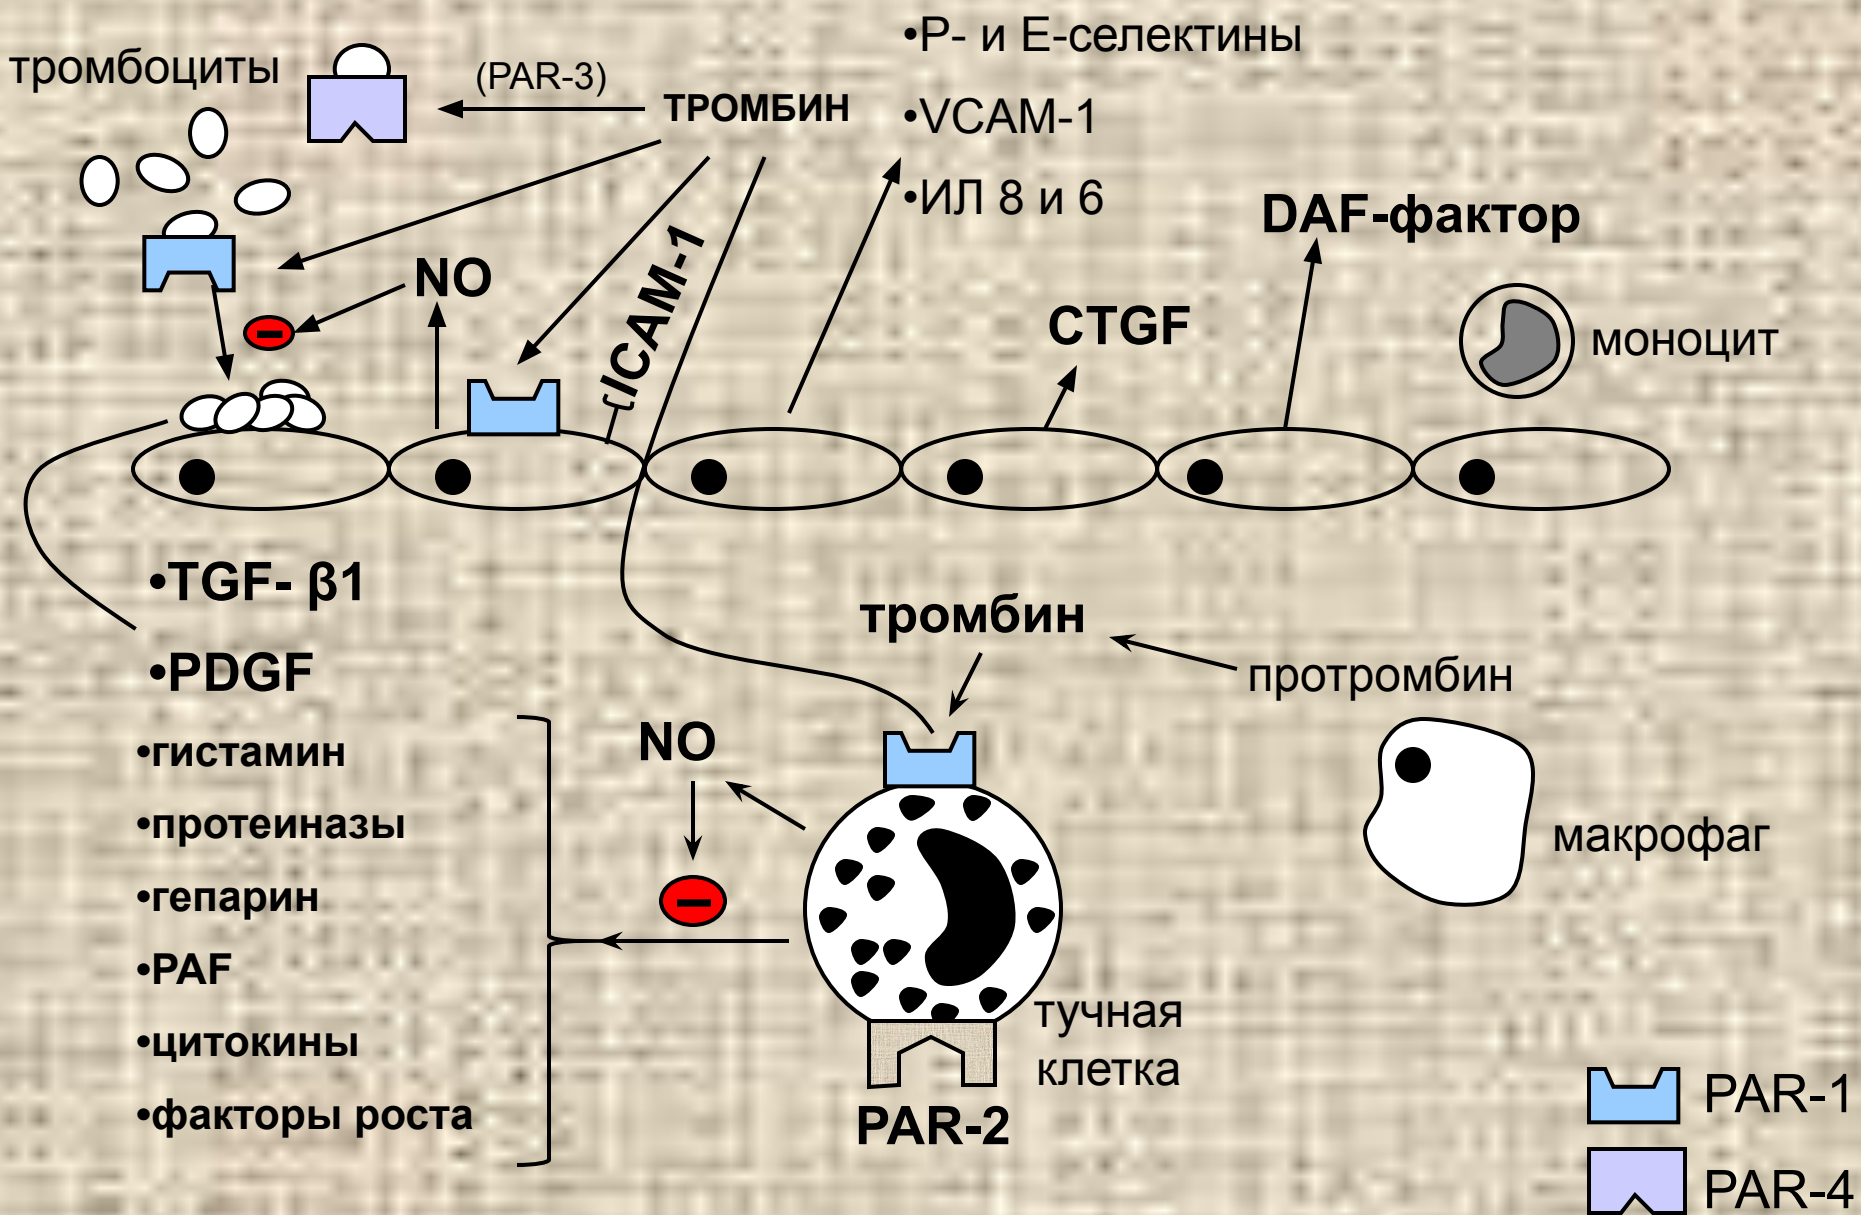 •Р- и Е-селектины
тромбоциты
(PAR-3)
ТРОМБИН
•VCAM-1
•ИЛ 8 и 6
DAF-фактор
NO
ICAM-1
CTGF
моноцит
•TGF- β1
тромбин
•PDGF
протромбин
NO
•гистамин
•протеиназы
макрофаг
•гепарин
•PAF
тучная
клетка
•цитокины
•факторы роста
PAR-2
PAR-1
PAR-4